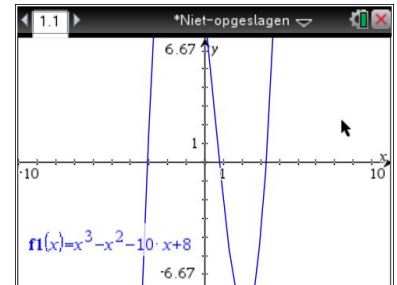 1.1 *Niet-opgeslagen
6.67 y
1
x
-10 1 10
f1(x)=x³-x²-10·x+8
-6.67